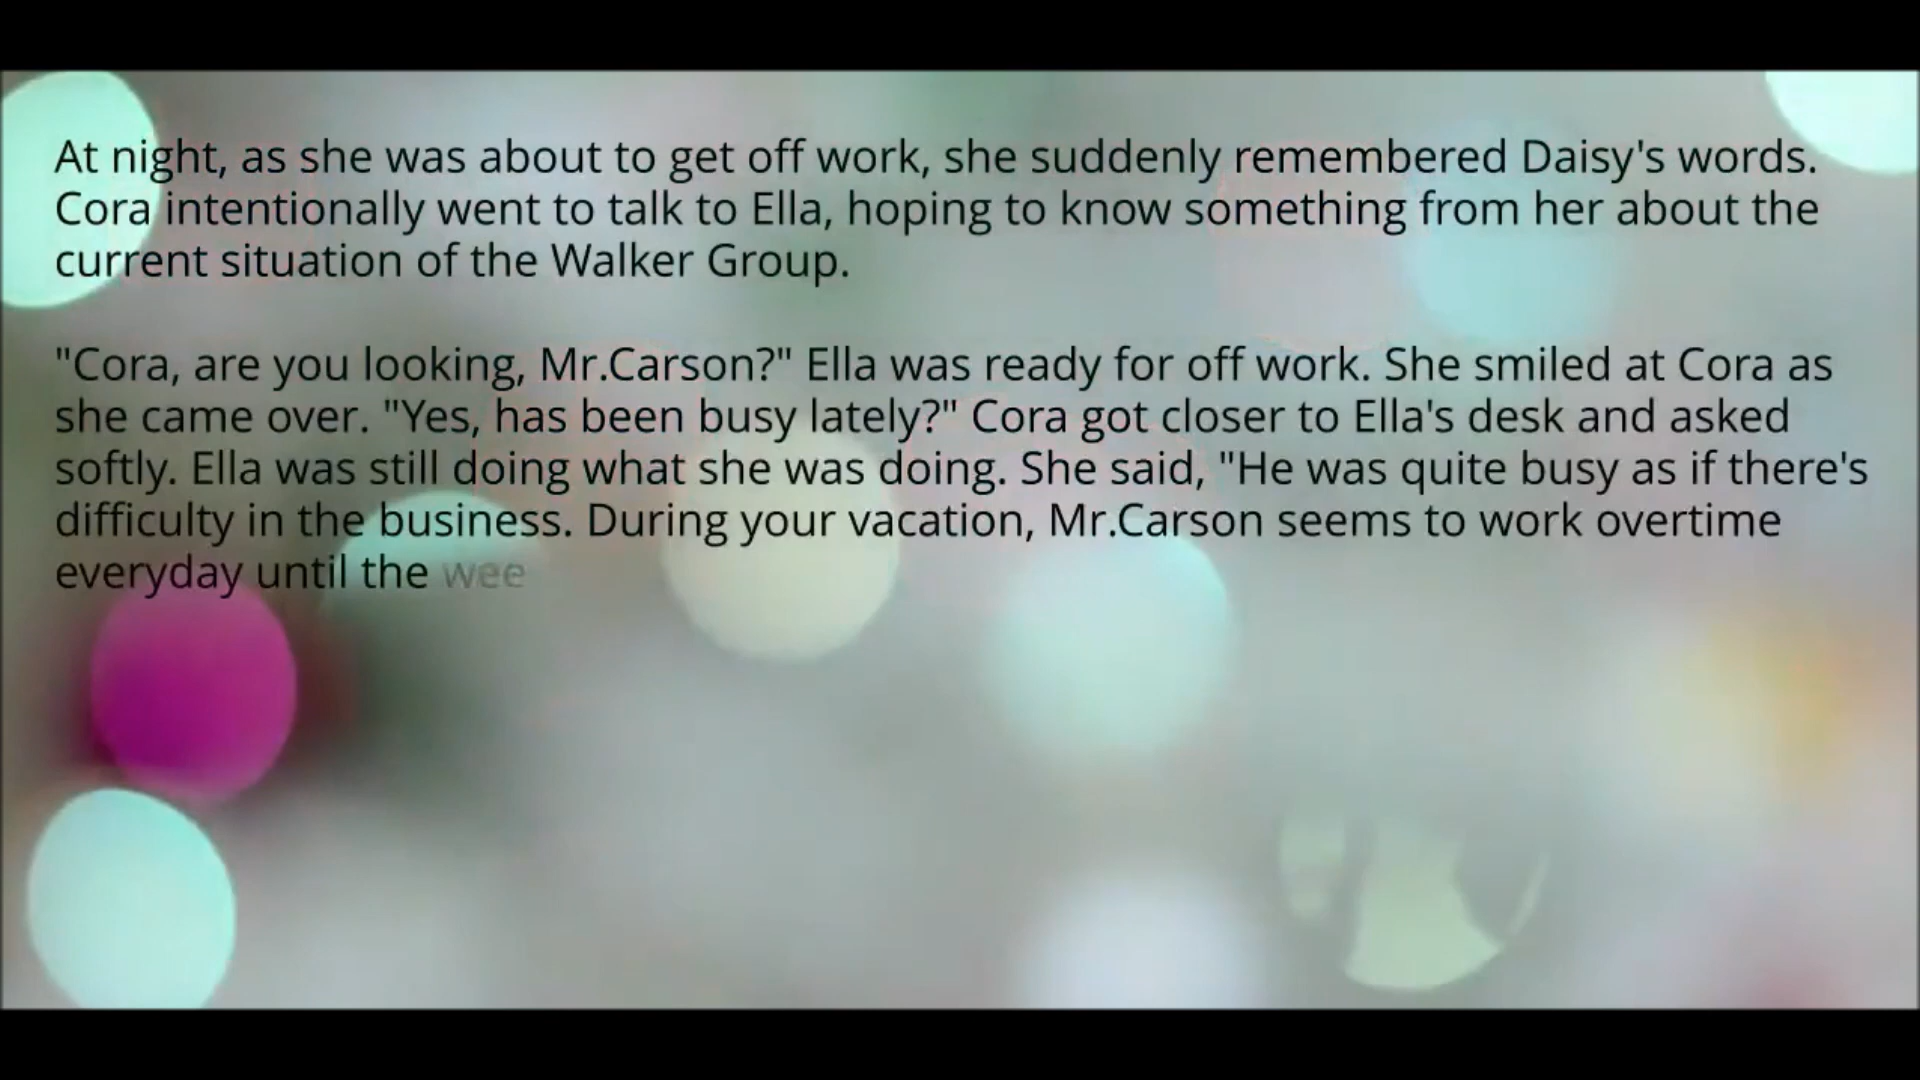 At night, as she was about to get off work, she suddenly remembered Daisy's words.
Cora intentionally went to talk to Ella, hoping to know something from her about the
current situation of the Walker Group.
"Cora, are you looking, Mr.Carson?" Ella was ready for off work. She smiled at Cora as
she came over. "Yes, has been busy lately?" Cora got closer to Ella's desk and asked
softly. Ella was still doing what she was doing. She said, "He was quite busy as if there's
difficulty in the business. During your vacation, Mr.Carson seems to work overtime
everyday until the wee